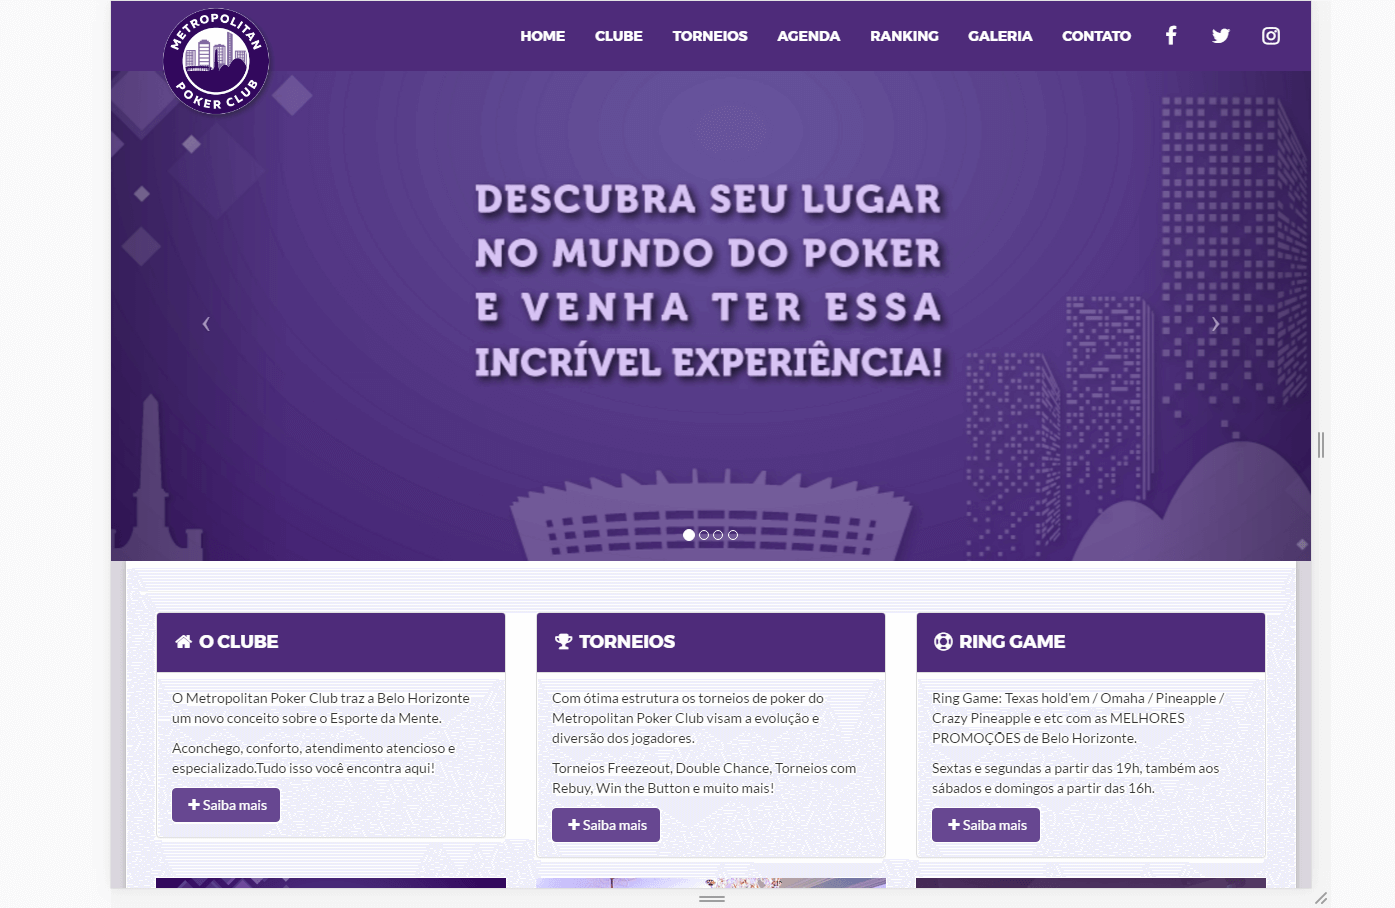 METROPOLITAN
POKER CLUB
HOME CLUBE TORNEIOS AGENDA RANKING GALERIA CONTATO
DESCUBRA SEU LUGAR
NO MUNDO DO POKER
E VENHA TER ESSA
INCRÍVEL EXPERIÊNCIA!
O CLUBE
O Metropolitan Poker Club traz a Belo Horizonte
um novo conceito sobre o Esporte da Mente.
Aconchego, conforto, atendimento atencioso e
especializado.Tudo isso você encontra aqui!
Saiba mais
TORNEIOS
Com ótima estrutura os torneios de poker do
Metropolitan Poker Club visam a evolução e
diversão dos jogadores.
Torneios Freezeout, Double Chance, Torneios com
Rebuy, Win the Button e muito mais!
Saiba mais
RING GAME
Ring Game: Texas hold'em / Omaha / Pineapple /
Crazy Pineapple e etc com as MELHORES
PROMOÇÕES de Belo Horizonte.
Sextas e segundas a partir das 19h, também aos
sábados e domingos a partir das 16h.
Saiba mais